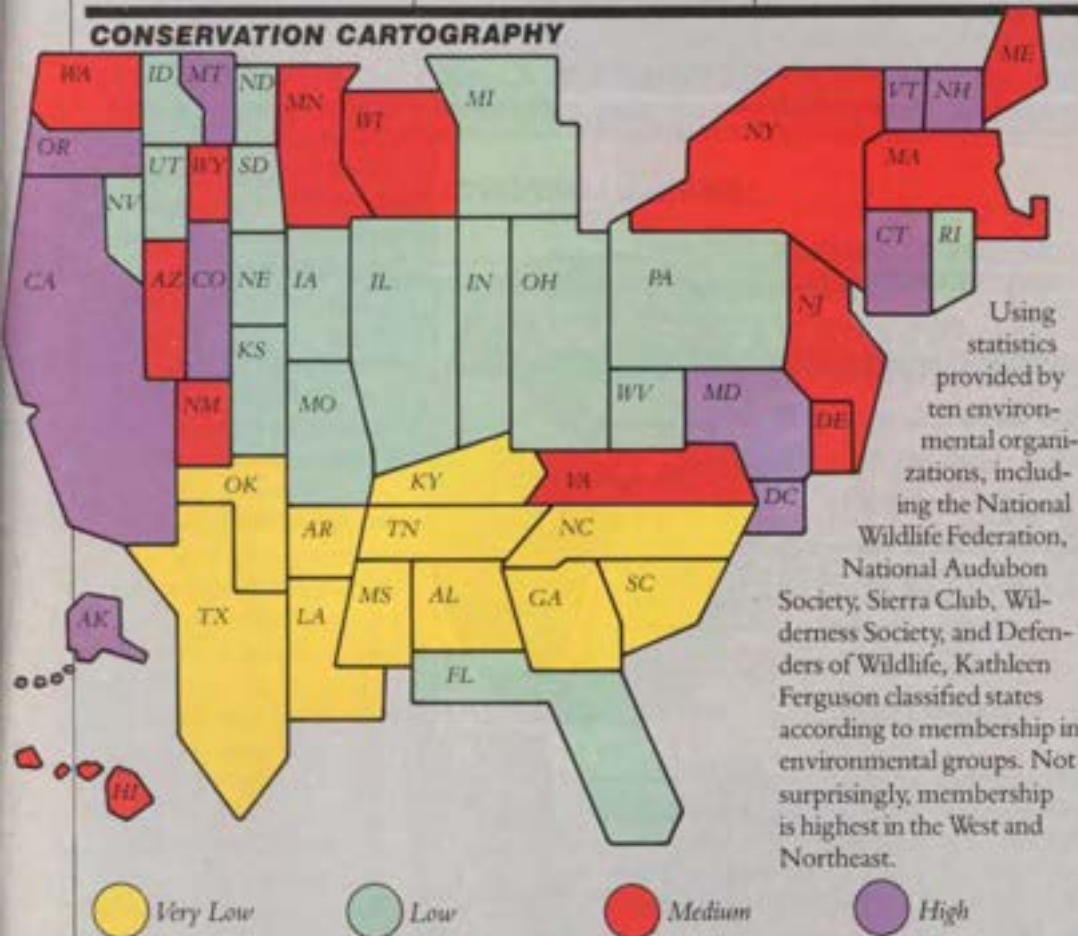 CONSERVATION CARTOGRAPHY
WA
ID
MT
ND
MN
WI
MI
NY
VT
NH
ME
OR
UT
WY
SD
MA
NV
CA
AZ
CO
NE
IA
IL
IN
OH
PA
NJ
CT
RI
KS
NM
MO
WV
MD
DE
OK
KY
VA
DC
AR
TN
NC
TX
LA
MS
AL
GA
SC
AK
FL
HI
Using
statistics
provided by
ten environ-
mental organi-
zations, includ-
ing the National
Wildlife Federation,
National Audubon
Society, Sierra Club, Wil-
derness Society, and Defen-
ders of Wildlife, Kathleen
Ferguson classified states
according to membership in
environmental groups. Not
surprisingly, membership
is highest in the West and
Northeast.
Very Low
Low
Medium
High